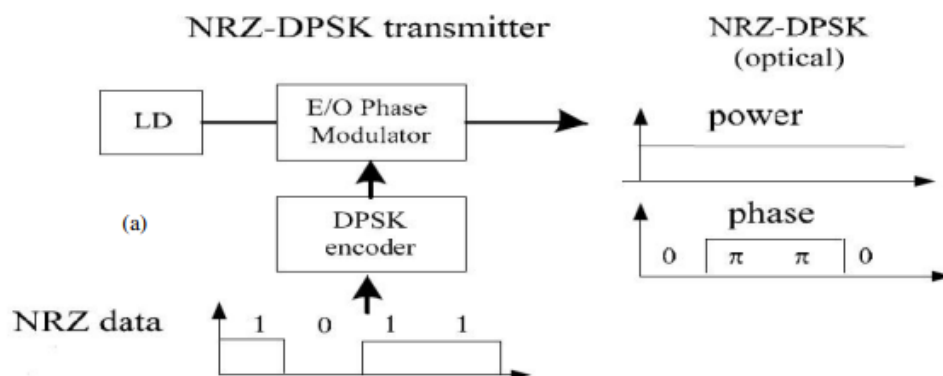 NRZ-DPSK transmitter
NRZ-DPSK
(optical)
LD
E/O Phase
Modulator
power
(a)
DPSK
encoder
phase
0 π π 0
NRZ data
1 0 1 1